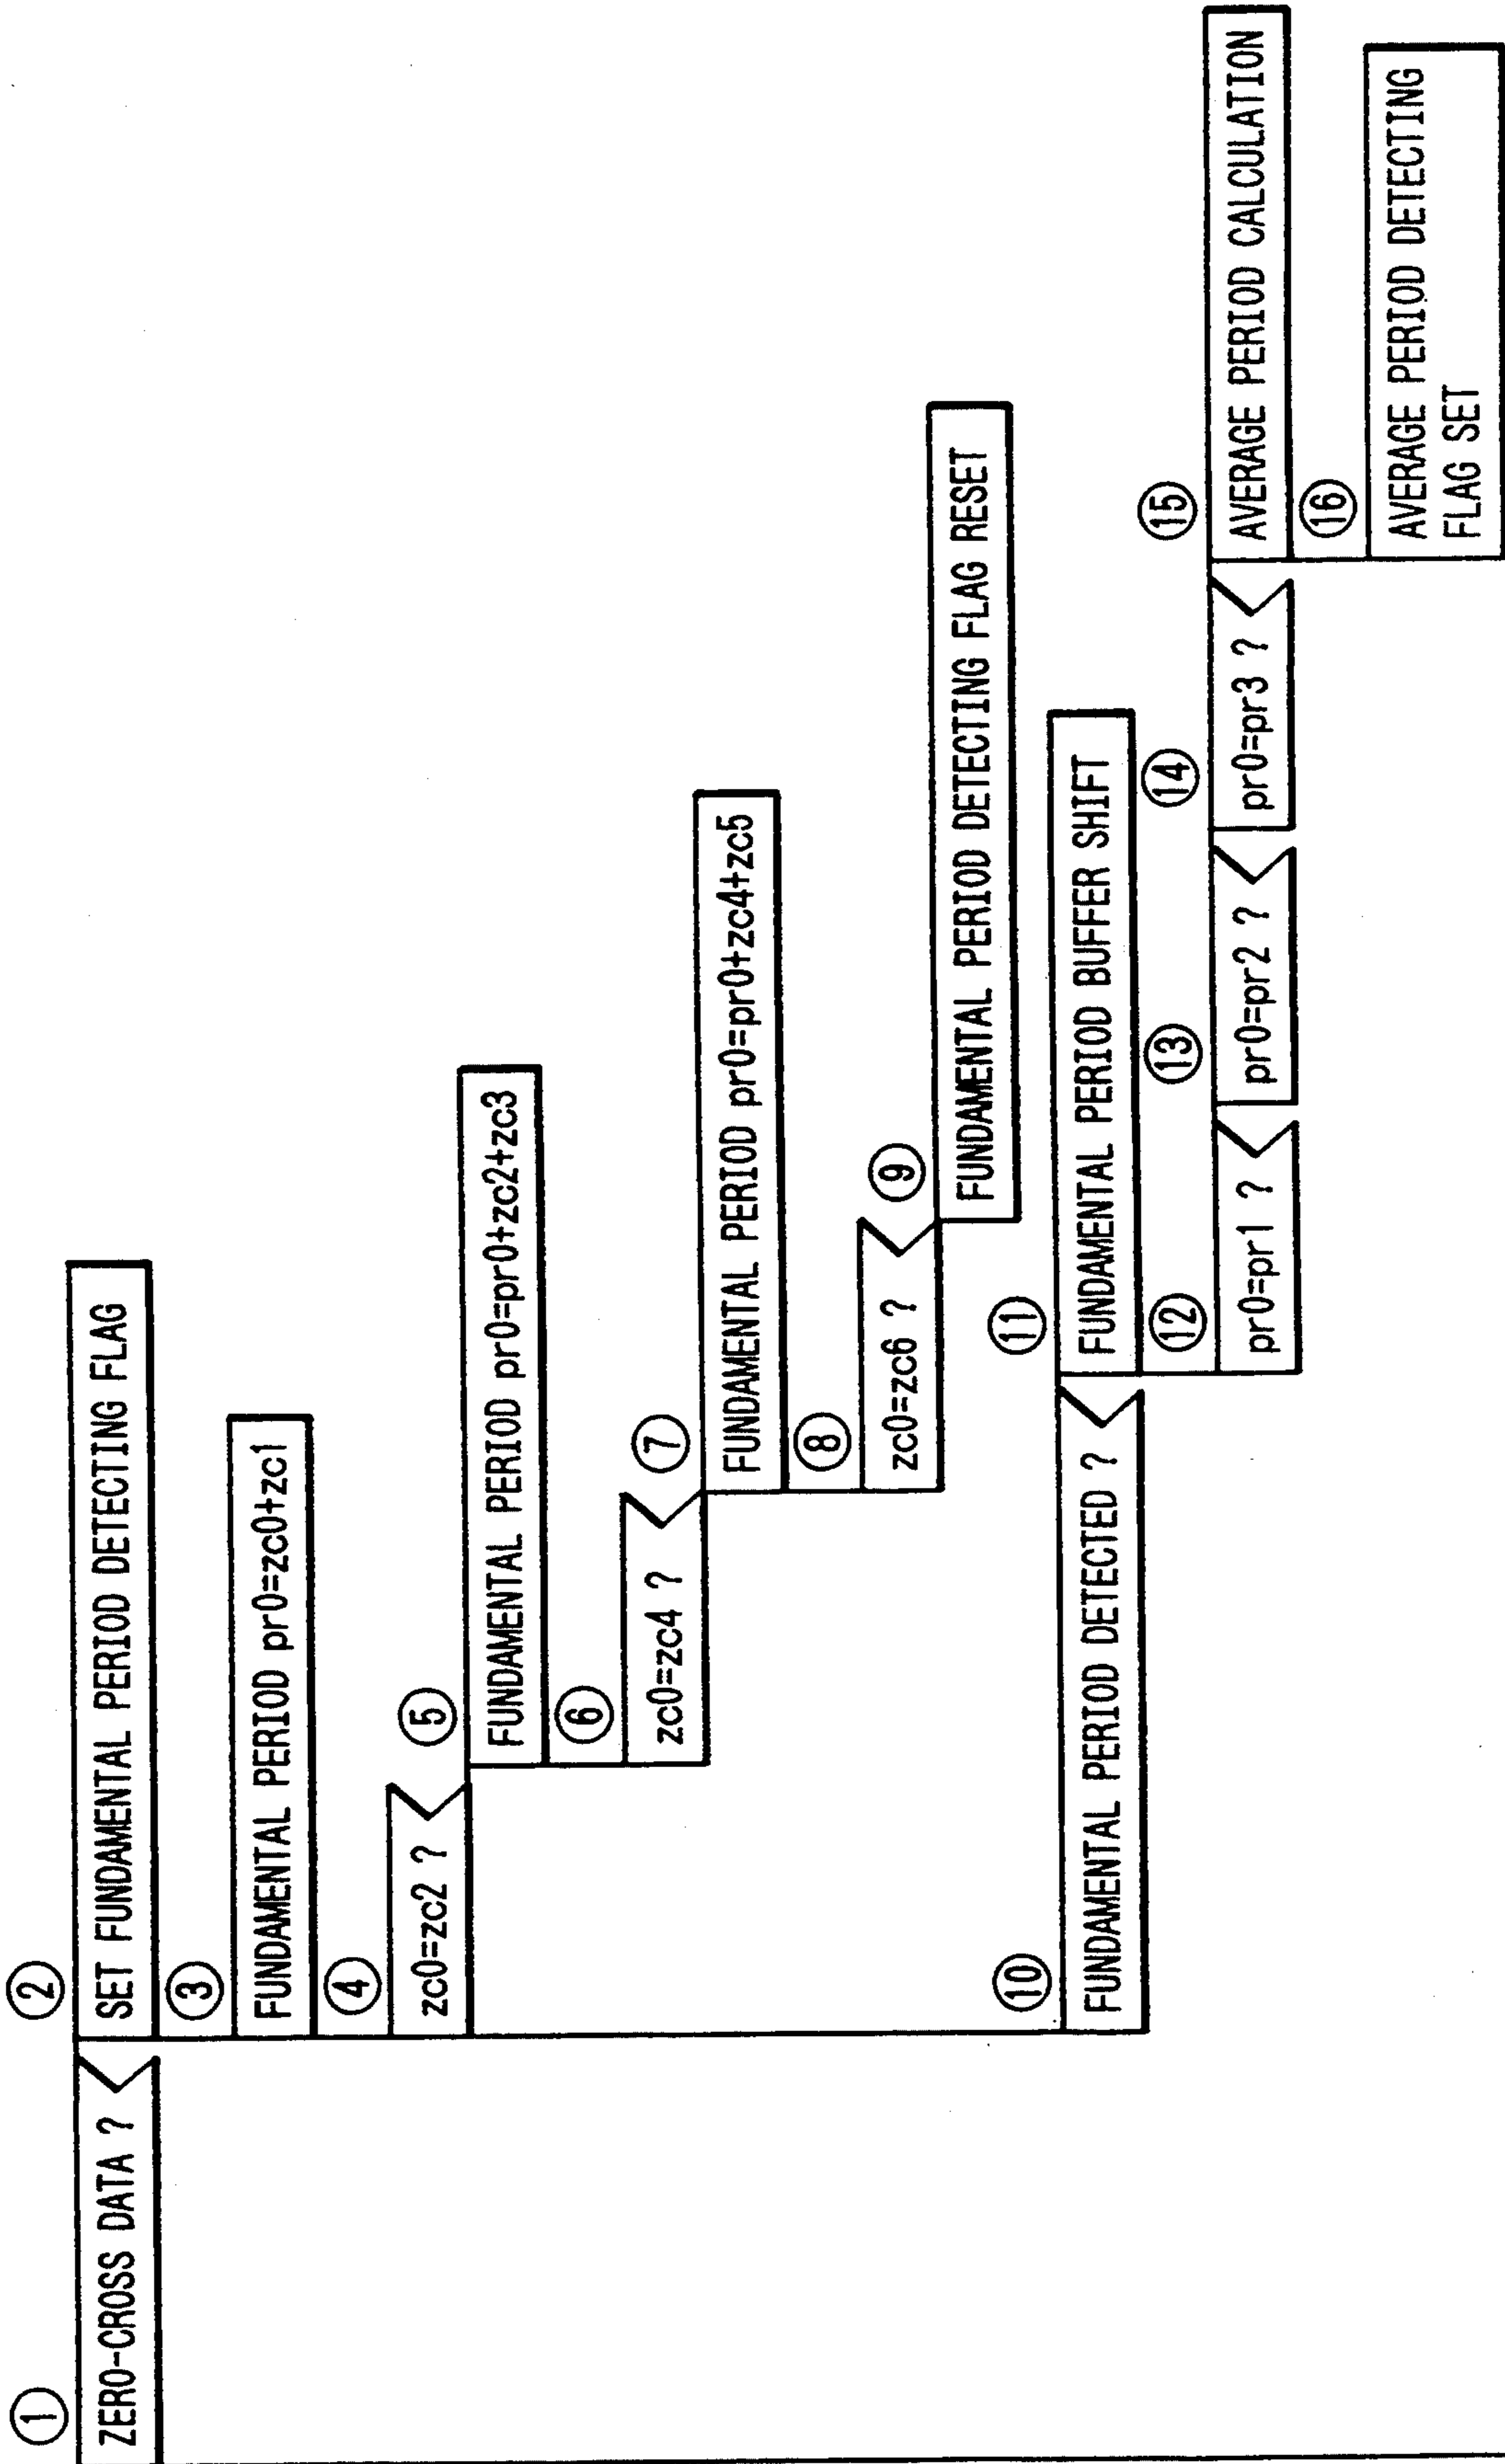 ①
ZERO-CROSS DATA ?
②
SET FUNDAMENTAL PERIOD DETECTING FLAG
③
FUNDAMENTAL PERIOD pr0=zc0+zc1
④
zc0=zc2 ?
⑤
FUNDAMENTAL PERIOD pr0=pr0+zc2+zc3
⑥
zc0=zc4 ?
⑦
FUNDAMENTAL PERIOD pr0=pr0+zc4+zc5
⑧
zc0=zc6 ?
⑨
FUNDAMENTAL PERIOD DETECTING FLAG RESET
⑩
FUNDAMENTAL PERIOD DETECTED ?
⑪
FUNDAMENTAL PERIOD BUFFER SHIFT
⑫
pr0=pr1 ?
⑬
pr0=pr2 ?
⑭
pr0=pr3 ?
⑮
AVERAGE PERIOD CALCULATION
⑯
AVERAGE PERIOD DETECTING
FLAG SET